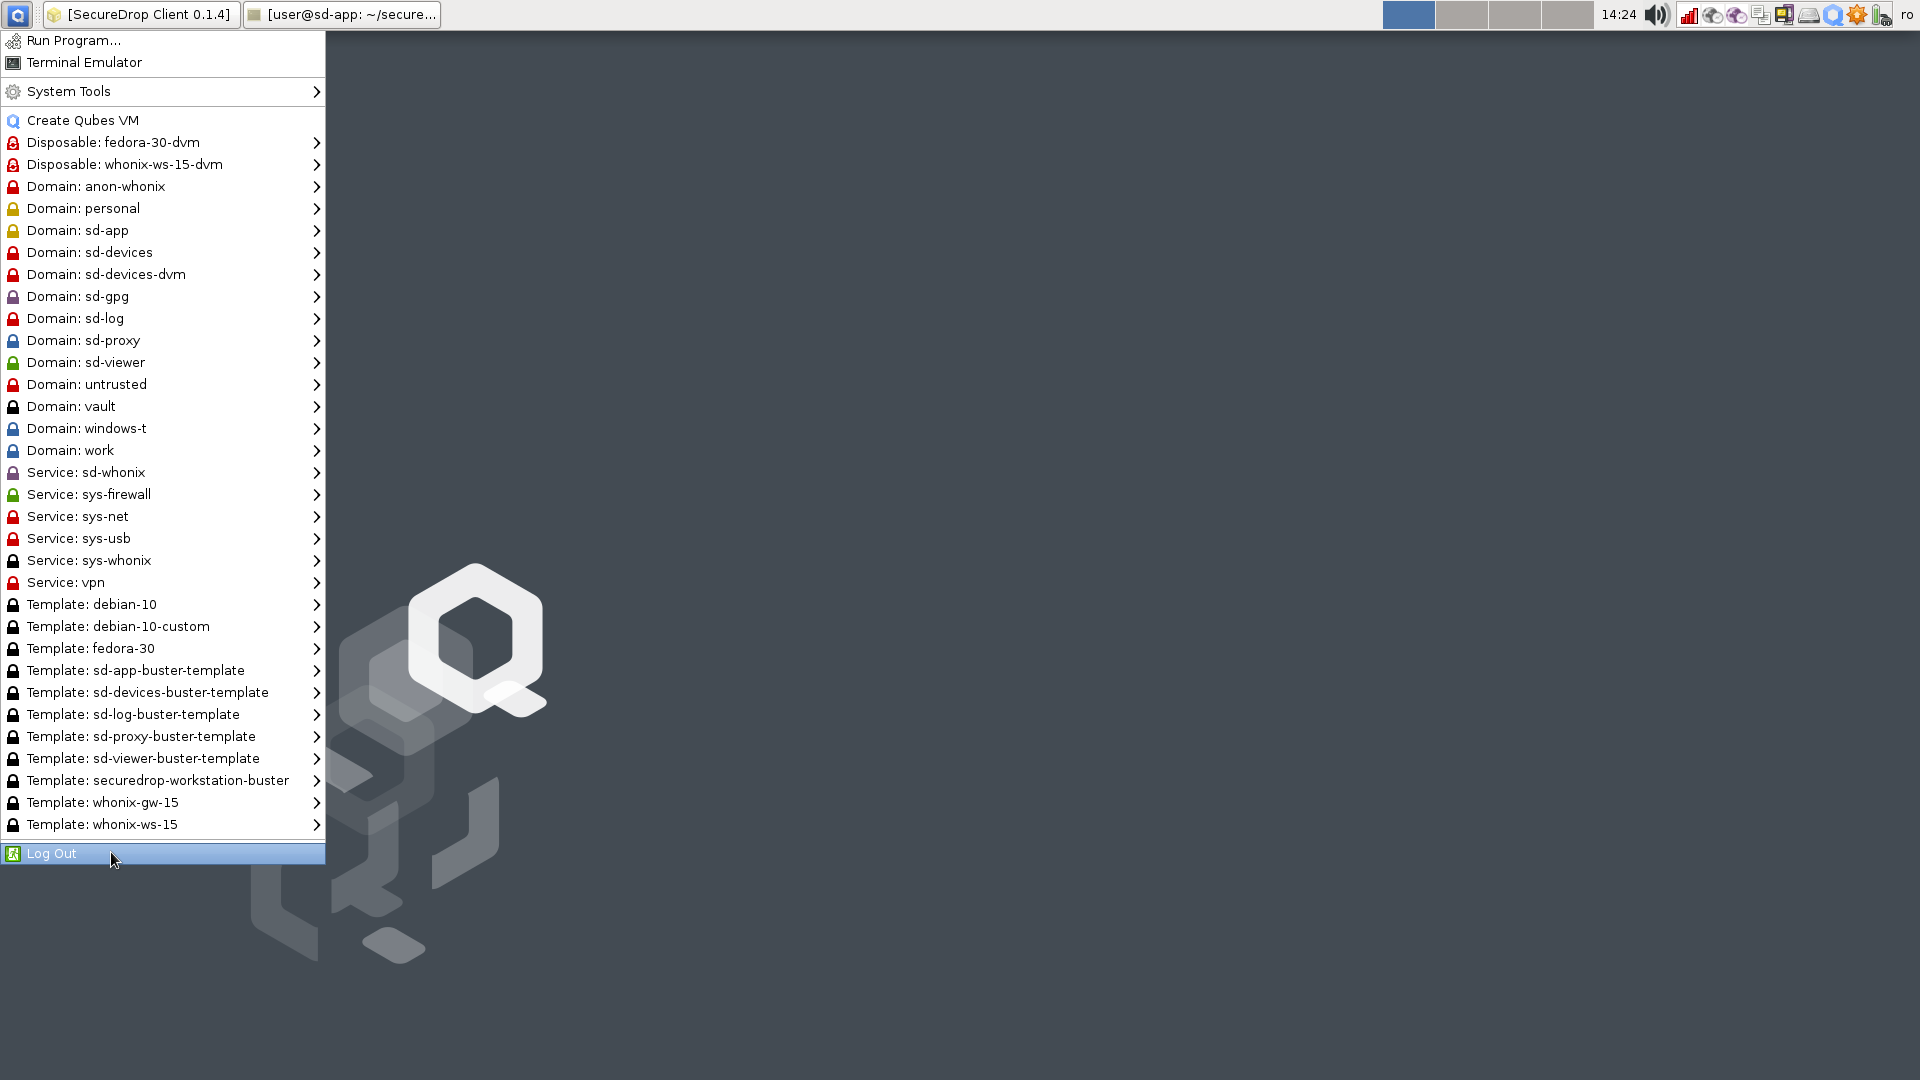 [SecureDrop Client 0.1.4]
[user@sd-app: ~/secure...
14:24
ro
Run Program...
Terminal Emulator
System Tools
Create Qubes VM
Disposable: fedora-30-dvm
Disposable: whonix-ws-15-dvm
Domain: anon-whonix
Domain: personal
Domain: sd-app
Domain: sd-devices
Domain: sd-devices-dvm
Domain: sd-gpg
Domain: sd-log
Domain: sd-proxy
Domain: sd-viewer
Domain: untrusted
Domain: vault
Domain: windows-t
Domain: work
Service: sd-whonix
Service: sys-firewall
Service: sys-net
Service: sys-usb
Service: sys-whonix
Service: vpn
Template: debian-10
Template: debian-10-custom
Template: fedora-30
Template: sd-app-buster-template
Template: sd-devices-buster-template
Template: sd-log-buster-template
Template: sd-proxy-buster-template
Template: sd-viewer-buster-template
Template: securedrop-workstation-buster
Template: whonix-gw-15
Template: whonix-ws-15
Log Out